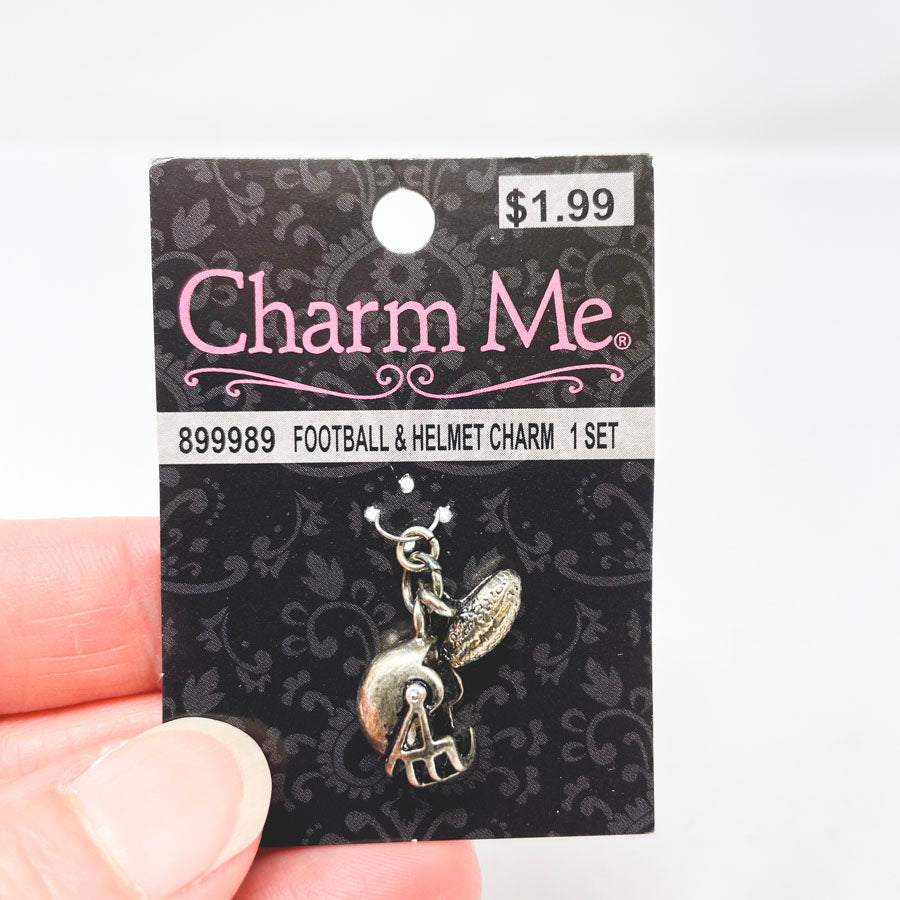 $1.99
Charm Me®
899989 FOOTBALL & HELMET CHARM 1 SET